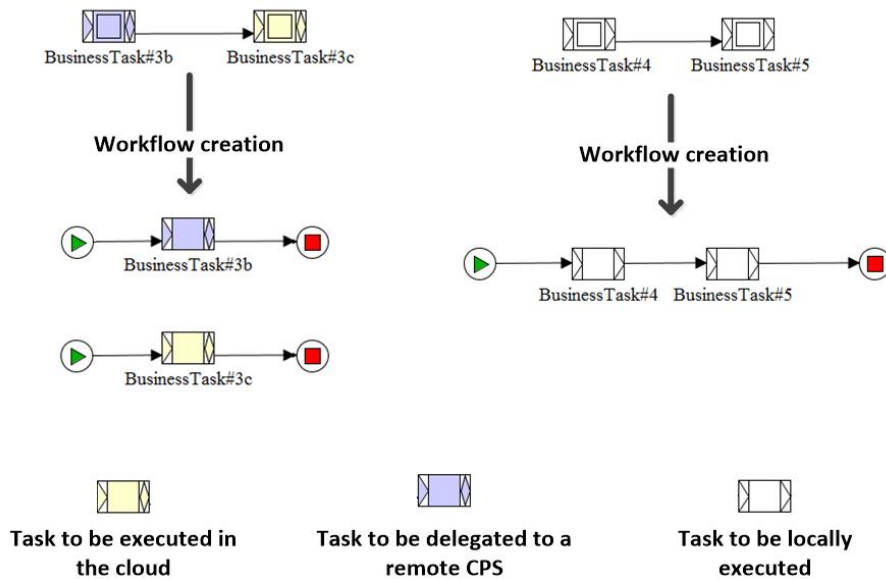 BusinessTask#3b
BusinessTask#3c
Workflow creation
BusinessTask#3b
BusinessTask#3c
BusinessTask#4
BusinessTask#5
Workflow creation
BusinessTask#4
BusinessTask#5
Task to be executed in
the cloud
Task to be delegated to a
remote CPS
Task to be locally
executed